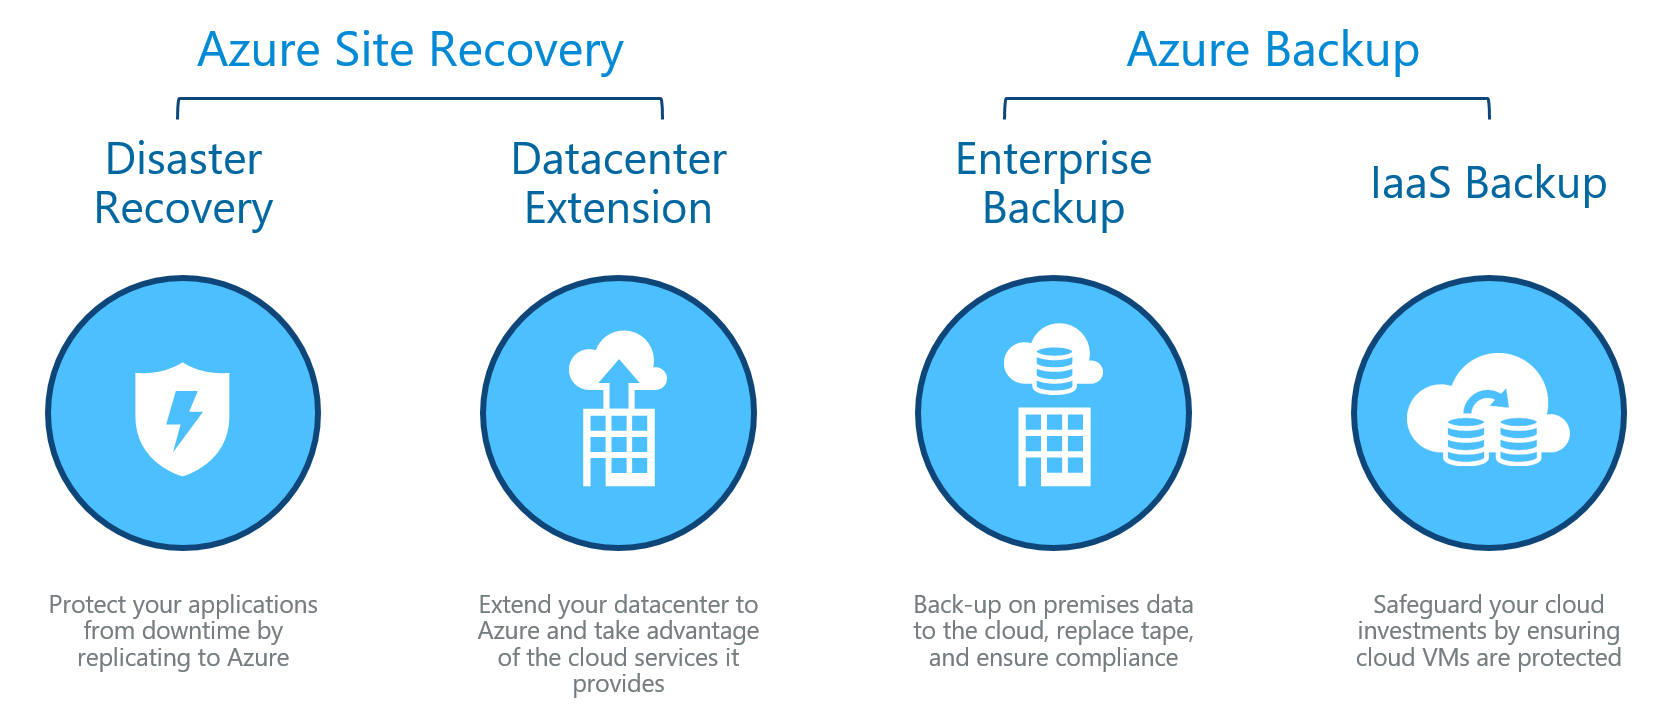 Azure Site Recovery
Azure Backup
Disaster
Recovery
Datacenter
Extension
Enterprise
Backup
IaaS Backup
Protect your applications
from downtime by
replicating to Azure
Extend your datacenter to
Azure and take advantage
of the cloud services it
provides
Back-up on premises data
to the cloud, replace tape,
and ensure compliance
Safeguard your cloud
investments by ensuring
cloud VMs are protected